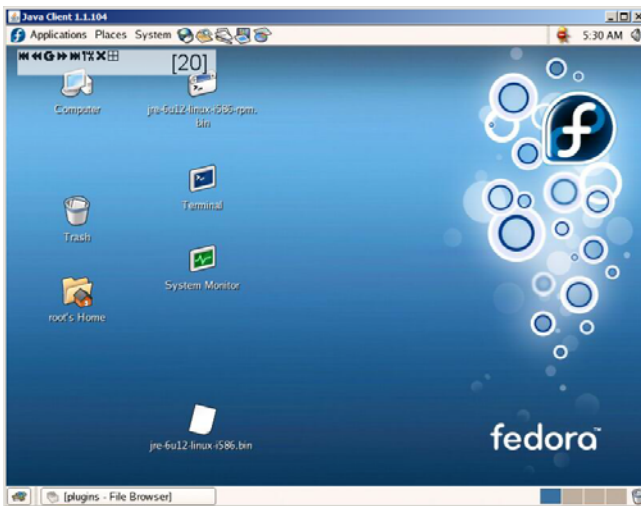 Java Client 1.1.104
Applications Places System
5:30 AM
[20]
Computer
jre-6u12-linux-i586-rpm.
bin
Terminal
Trash
System Monitor
root's Home
jre-6u12-linux-i586.bin
fedora
[plugins - File Browser]